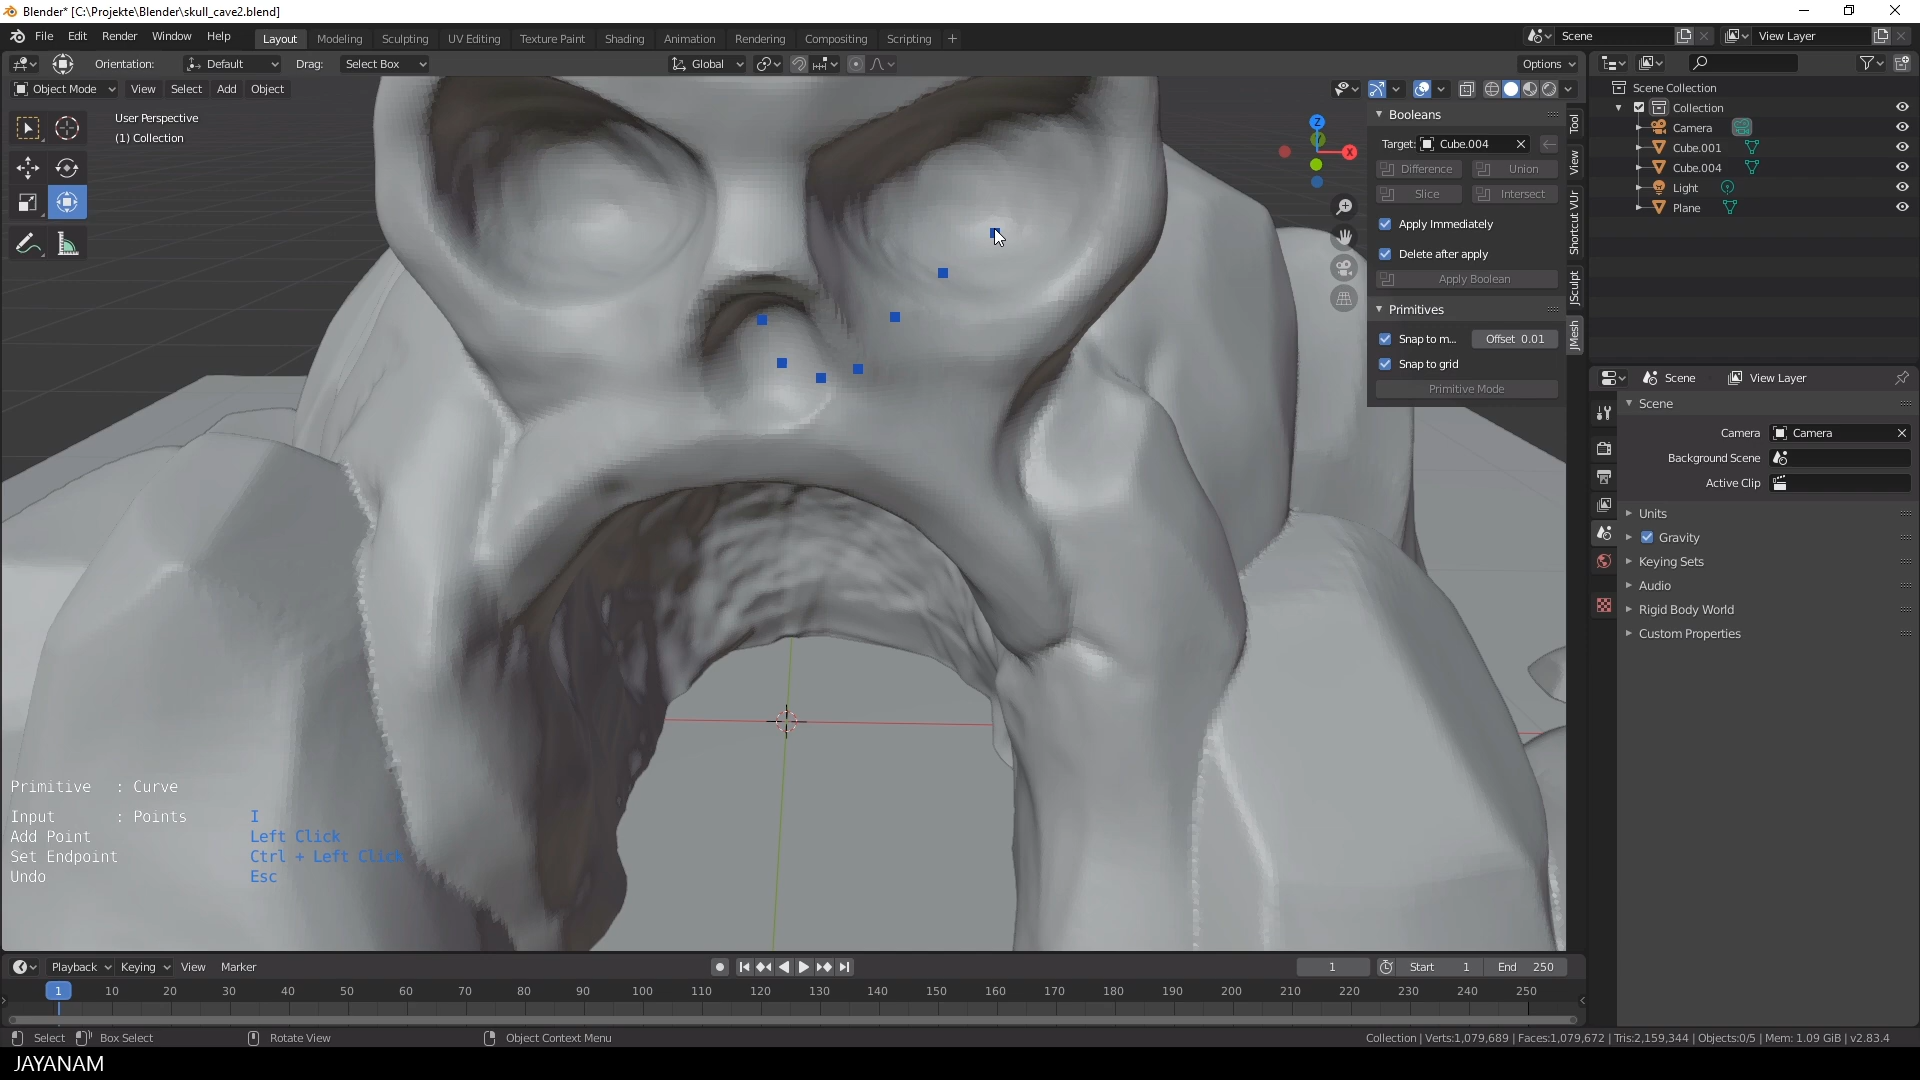 Blender* [C:\Projekte\Blender\skull_cave2.blend]
File Edit Render Window Help Layout Modeling Sculpting UV Editing Texture Paint Shading Animation Rendering Compositing Scripting + Scene View Layer
Orientation: Default Drag: Select Box Global Options
Object Mode View Select Add Object
User Perspective
(1) Collection
Z
X
Booleans
Target: Cube.004
Difference Union
Slice Intersect
Apply Immediately
Delete after apply
Apply Boolean
Primitives
Snap to m... Offset 0.01
Snap to grid
Primitive Mode
Tool
View
Shortcut VUr
JSculpt
JMesh
Scene Collection
Collection
Camera
Cube.001
Cube.004
Light
Plane
Scene View Layer
Scene
Camera Camera
Background Scene
Active Clip
Units
Gravity
Keying Sets
Audio
Rigid Body World
Custom Properties
Primitive : Curve
Input : Points I
Add Point Left Click
Set Endpoint Ctrl + Left Click
Undo Esc
Playback Keying View Marker 1 Start 1 End 250
1 10 20 30 40 50 60 70 80 90 100 110 120 130 140 150 160 170 180 190 200 210 220 230 240 250
Select Box Select Rotate View Object Context Menu Collection | Verts:1,079,689 | Faces:1,079,672 | Tris:2,159,344 | Objects:0/5 | Mem: 1.09 GiB | v2.83.4
JAYANAM